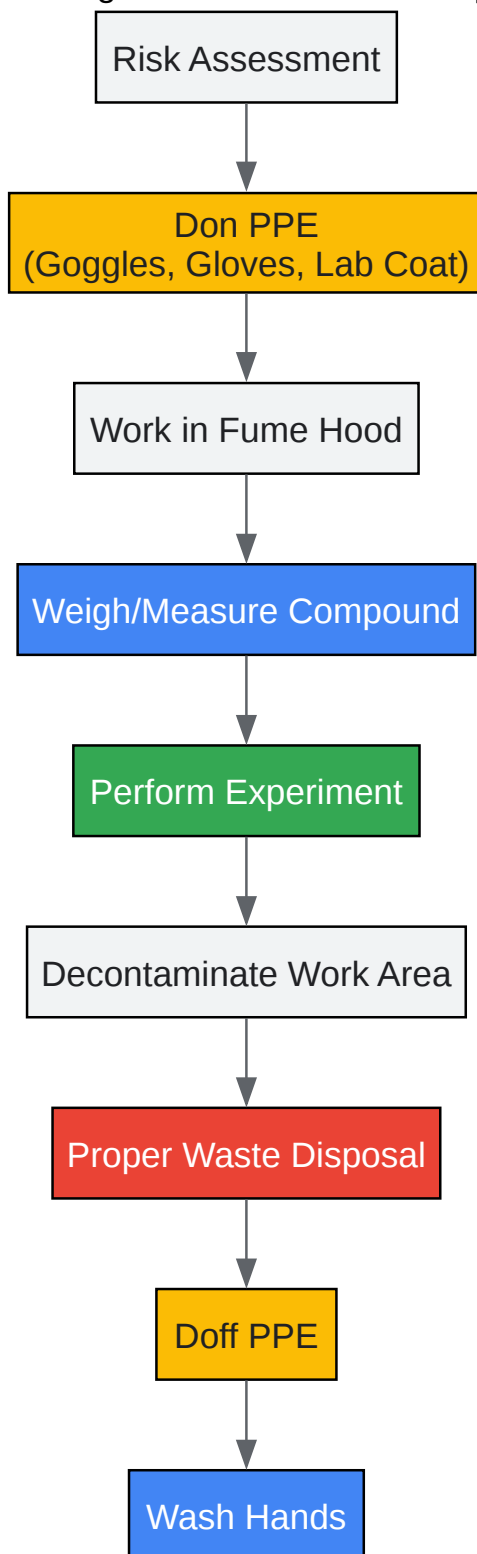 Risk Assessment
Don PPE
(Goggles, Gloves, Lab Coat)
Work in Fume Hood
Weigh/Measure Compound
Perform Experiment
Decontaminate Work Area
Proper Waste Disposal
Doff PPE
Wash Hands